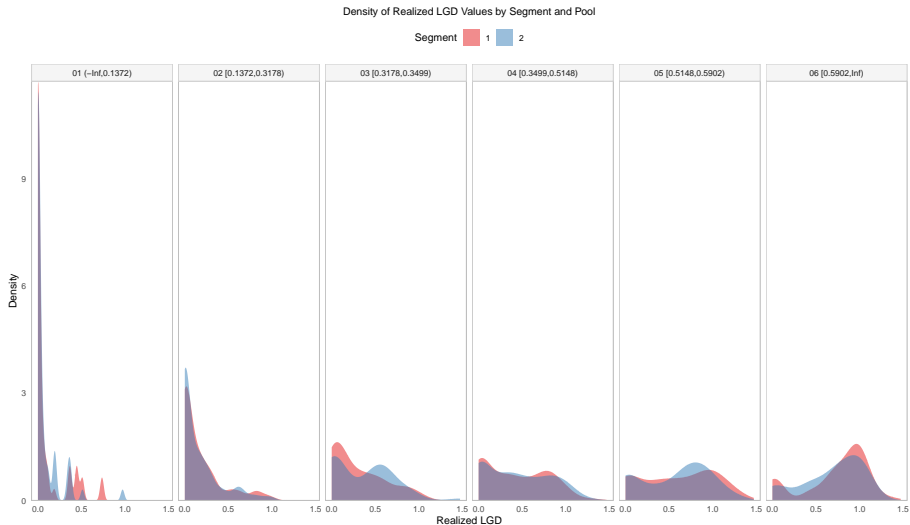 Density of Realized LGD Values by Segment and Pool
Segment 1 2
01 (−Inf,0.1372) 02 [0.1372,0.3178) 03 [0.3178,0.3499) 04 [0.3499,0.5148) 05 [0.5148,0.5902) 06 [0.5902,Inf)
9
6
3
0
Density
0.0 0.5 1.0 1.5 0.0 0.5 1.0 1.5 0.0 0.5 1.0 1.5 0.0 0.5 1.0 1.5 0.0 0.5 1.0 1.5 0.0 0.5 1.0 1.5
Realized LGD